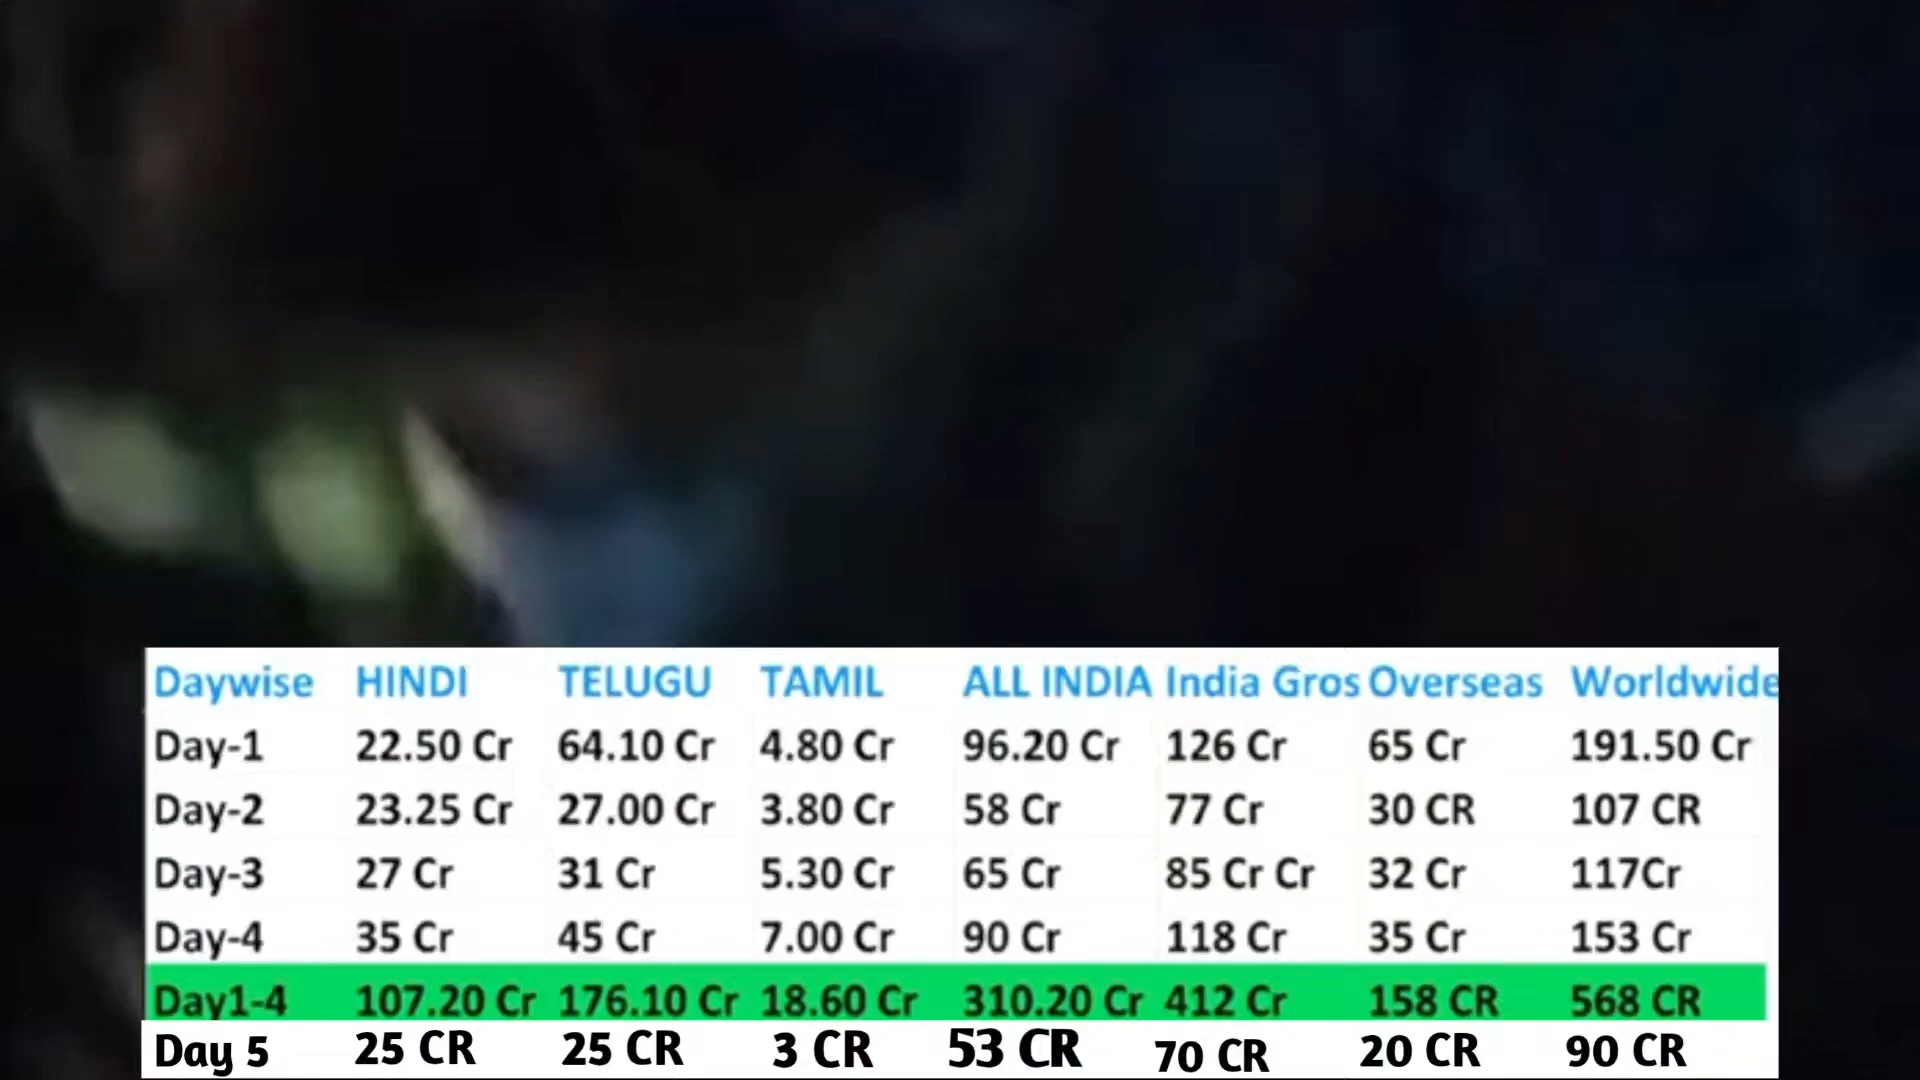 Daywise HINDI TELUGU TAMIL ALL INDIA India Gros Overseas Worldwide
Day-1 22.50 Cr 64.10 Cr 4.80 Cr 96.20 Cr 126 Cr 65 Cr 191.50 Cr
Day-2 23.25 Cr 27.00 Cr 3.80 Cr 58 Cr 77 Cr 30 CR 107 CR
Day-3 27 Cr 31 Cr 5.30 Cr 65 Cr 85 Cr Cr 32 Cr 117Cr
Day-4 35 Cr 45 Cr 7.00 Cr 90 Cr 118 Cr 35 Cr 153 Cr
Day1-4 107.20 Cr 176.10 Cr 18.60 Cr 310.20 Cr 412 Cr 158 CR 568 CR
Day 5 25 CR 25 CR 3 CR 53 CR 70 CR 20 CR 90 CR